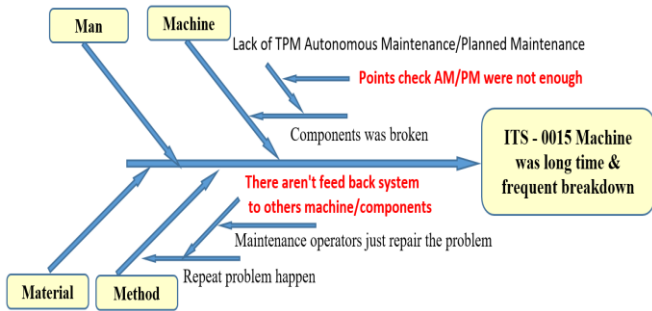 Man
Machine
Lack of TPM Autonomous Maintenance/Planned Maintenance
Points check AM/PM were not enough
Components was broken
ITS - 0015 Machine
was long time &
frequent breakdown
There aren't feed back system
to others machine/components
Maintenance operators just repair the problem
Repeat problem happen
Material
Method